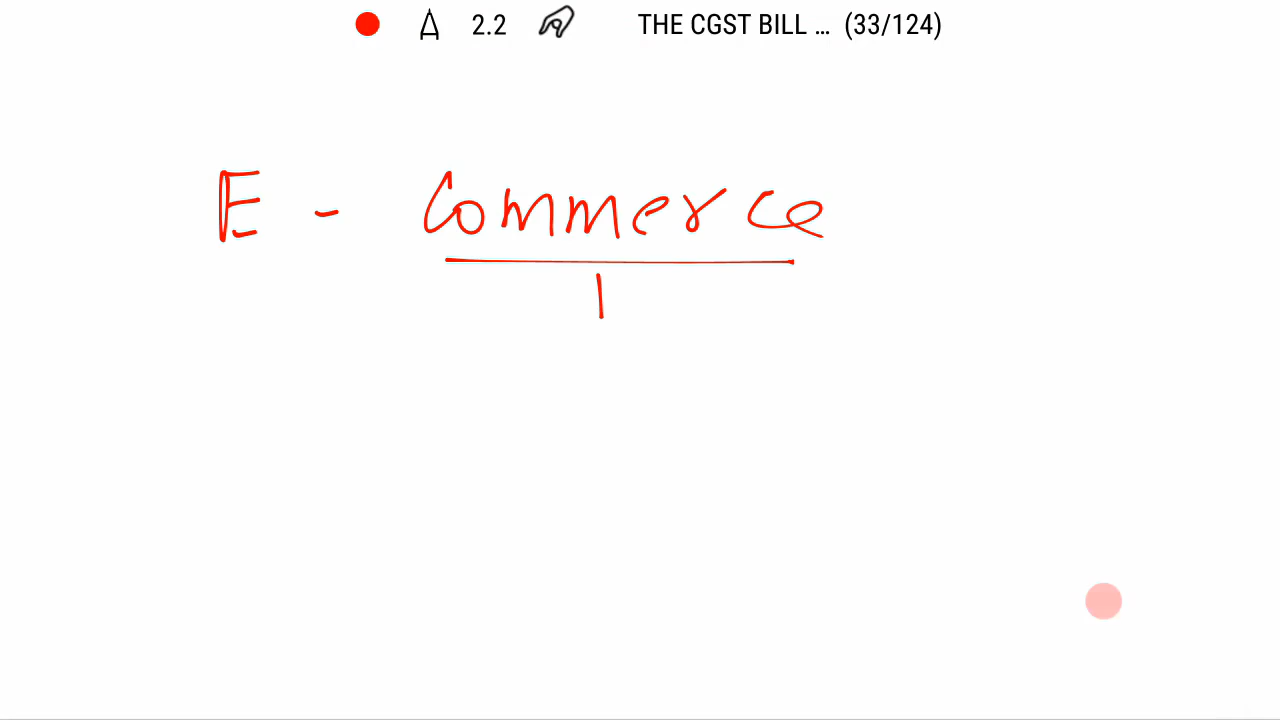 2.2 THE CGST BILL ... (33/124)
E - Commerce